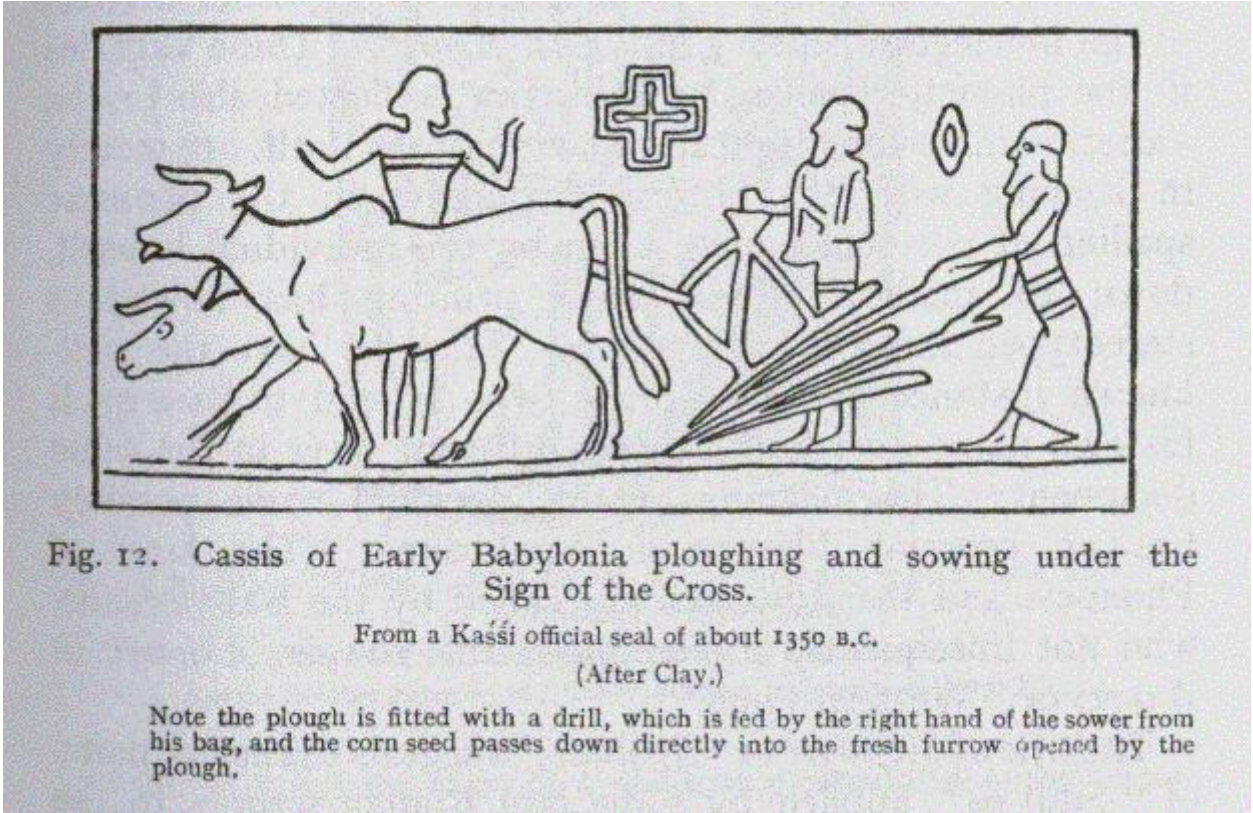 Fig. 12. Cassis of Early Babylonia ploughing and sowing under the
Sign of the Cross.
From a Kaśśi official seal of about 1350 B.C.
(After Clay.)
Note the plough is fitted with a drill, which is fed by the right hand of the sower from
his bag, and the corn seed passes down directly into the fresh furrow opened by the
plough.